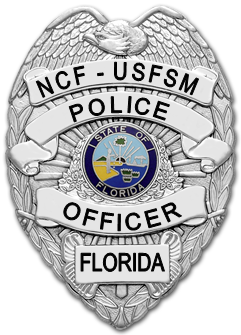 NCF - USFSM
POLICE
STATE OF
FLORIDA
OFFICER
FLORIDA